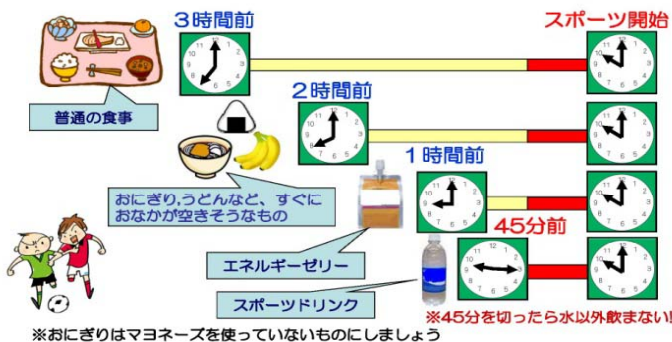 3時間前
スポーツ開始
普通の食事
2時間前
おにぎり,うどんなど、すぐに
おなかが空きそうなもの
1時間前
エネルギーゼリー
45分前
スポーツドリンク
※45分を切ったら水以外飲まない!
※おにぎりはマヨネーズを使っていないものにしましょう